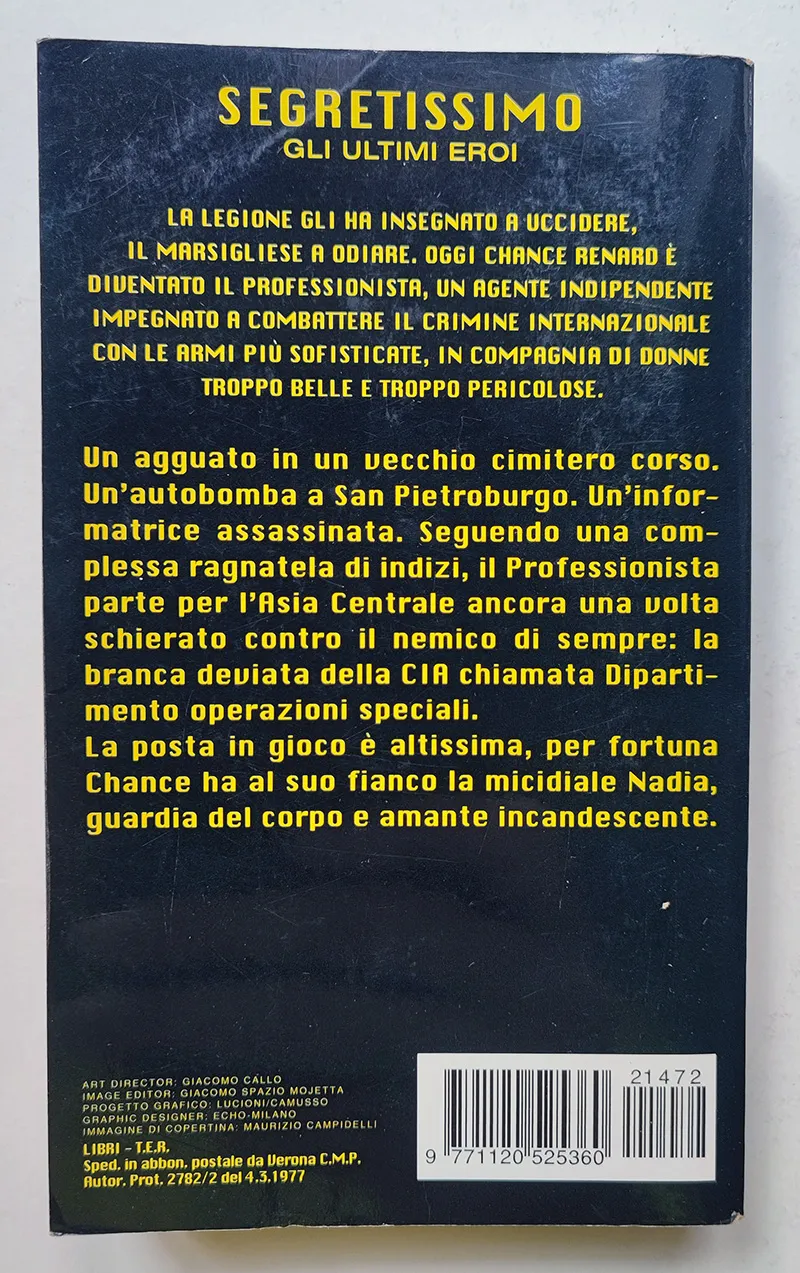 SEGRETISSIMO
GLI ULTIMI EROI
LA LEGIONE GLI HA INSEGNATO A UCCIDERE,
IL MARSIGLIESE A ODIARE. OGGI CHANCE RENARD È
DIVENTATO IL PROFESSIONISTA, UN AGENTE INDIPENDENTE
IMPEGNATO A COMBATTERE IL CRIMINE INTERNAZIONALE
CON LE ARMI PIÙ SOFISTICATE, IN COMPAGNIA DI DONNE
TROPPO BELLE E TROPPO PERICOLOSE.
Un agguato in un vecchio cimitero corso.
Un'autobomba a San Pietroburgo. Un'infor-
matrice assassinata. Seguendo una com-
plessa ragnatela di indizi, il Professionista
parte per l'Asia Centrale ancora una volta
schierato contro il nemico di sempre: la
branca deviata della CIA chiamata Diparti-
mento operazioni speciali.
La posta in gioco è altissima, per fortuna
Chance ha al suo fianco la micidiale Nadia,
guardia del corpo e amante incandescente.
ART DIRECTOR: GIACOMO CALLO
IMAGE EDITOR: GIACOMO SPAZIO MOJETTA
PROGETTO GRAFICO: LUCIONI/CAMUSSO
GRAPHIC DESIGNER: ECHO-MILANO
IMMAGINE DI COPERTINA: MAURIZIO CAMPIDELLI
LIBRI - T.E.R.
Sped. in abbon. postale da Verona C.M.P.
Autor. Prot. 2782/2 del 4.3.1977
21472
9 771120 525360